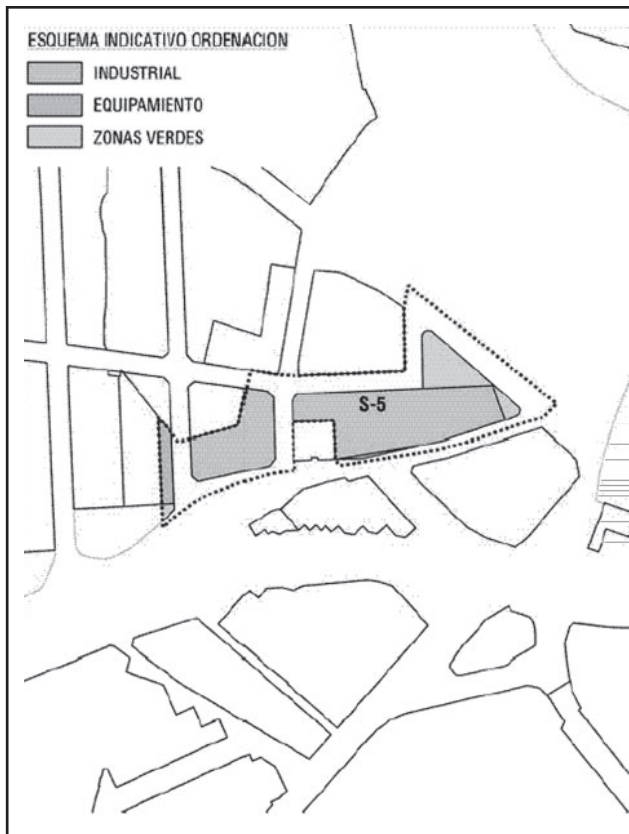 ESQUEMA INDICATIVO ORDENACION
INDUSTRIAL
EQUIPAMIENTO
ZONAS VERDES
S-5